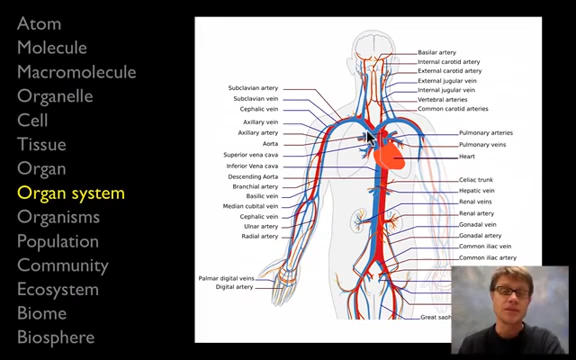 Atom
Molecule
Macromolecule
Organelle
Cell
Tissue
Organ
Organ system
Organisms
Population
Community
Ecosystem
Biome
Biosphere
Subclavian artery
Subclavian vein
Cephalic vein
Axillary vein
Axillary artery
Aorta
Superior vena cava
Inferior Vena cava
Descending Aorta
Branchial artery
Basilic vein
Median cubital vein
Cephalic vein
Ulnar artery
Radial artery
Palmar digital veins
Digital artery
Basilar artery
Internal carotid artery
External carotid artery
External jugular vein
Internal jugular vein
Vertebral arteries
Common carotid arteries
Pulmonary arteries
Pulmonary veins
Heart
Celiac trunk
Hepatic vein
Renal veins
Renal artery
Gonadal vein
Gonadal artery
Common iliac vein
Common iliac artery
Great